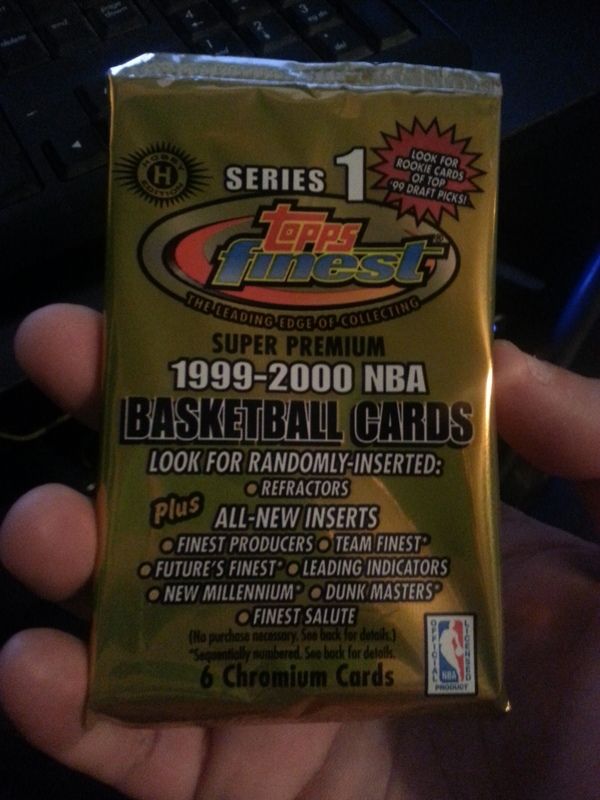 HOBBY
H
EDITION
SERIES 1
LOOK FOR
ROOKIE CARDS
OF TOP
'99 DRAFT PICKS!
Topps
finest
THE LEADING EDGE OF COLLECTING
SUPER PREMIUM
1999-2000 NBA
BASKETBALL CARDS
LOOK FOR RANDOMLY-INSERTED:
• REFRACTORS
plus ALL-NEW INSERTS
• FINEST PRODUCERS • TEAM FINEST*
• FUTURE'S FINEST* • LEADING INDICATORS
• NEW MILLENNIUM* • DUNK MASTERS*
• FINEST SALUTE
(No purchase necessary. See back for details.)
*Sequentially numbered. See back for details.
6 Chromium Cards
OFFICIAL
LICENSED
NBA
PRODUCT